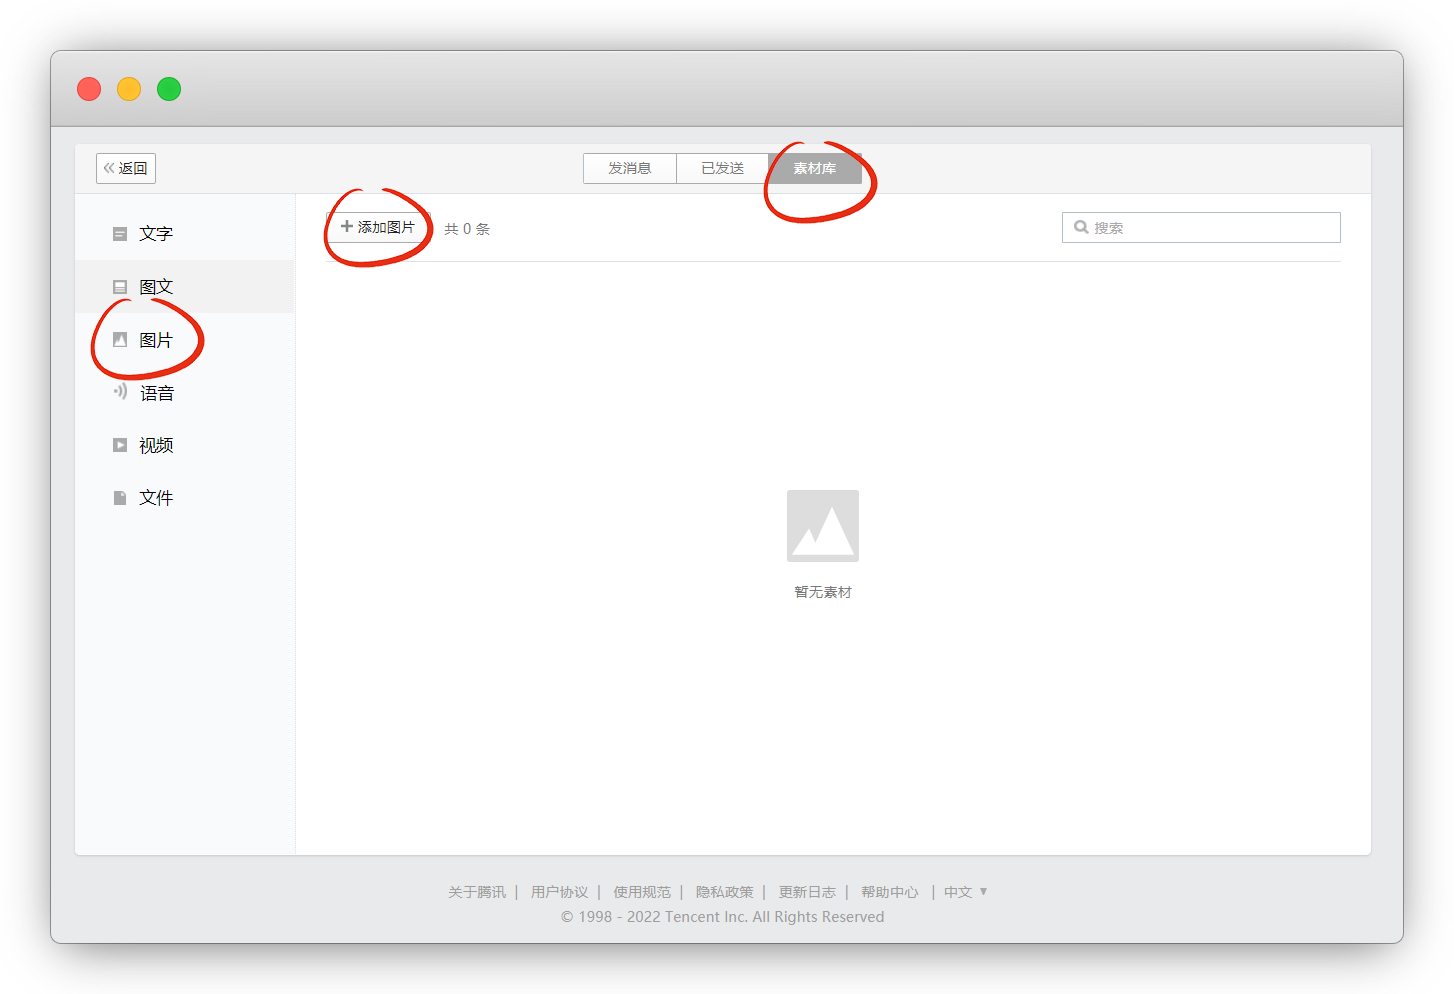 返回
发消息
已发送
素材库
文字
图文
图片
语音
视频
文件
添加图片 共 0 条
搜索
暂无素材
关于腾讯 | 用户协议 | 使用规范 | 隐私政策 | 更新日志 | 帮助中心 | 中文 ▼
© 1998 - 2022 Tencent Inc. All Rights Reserved